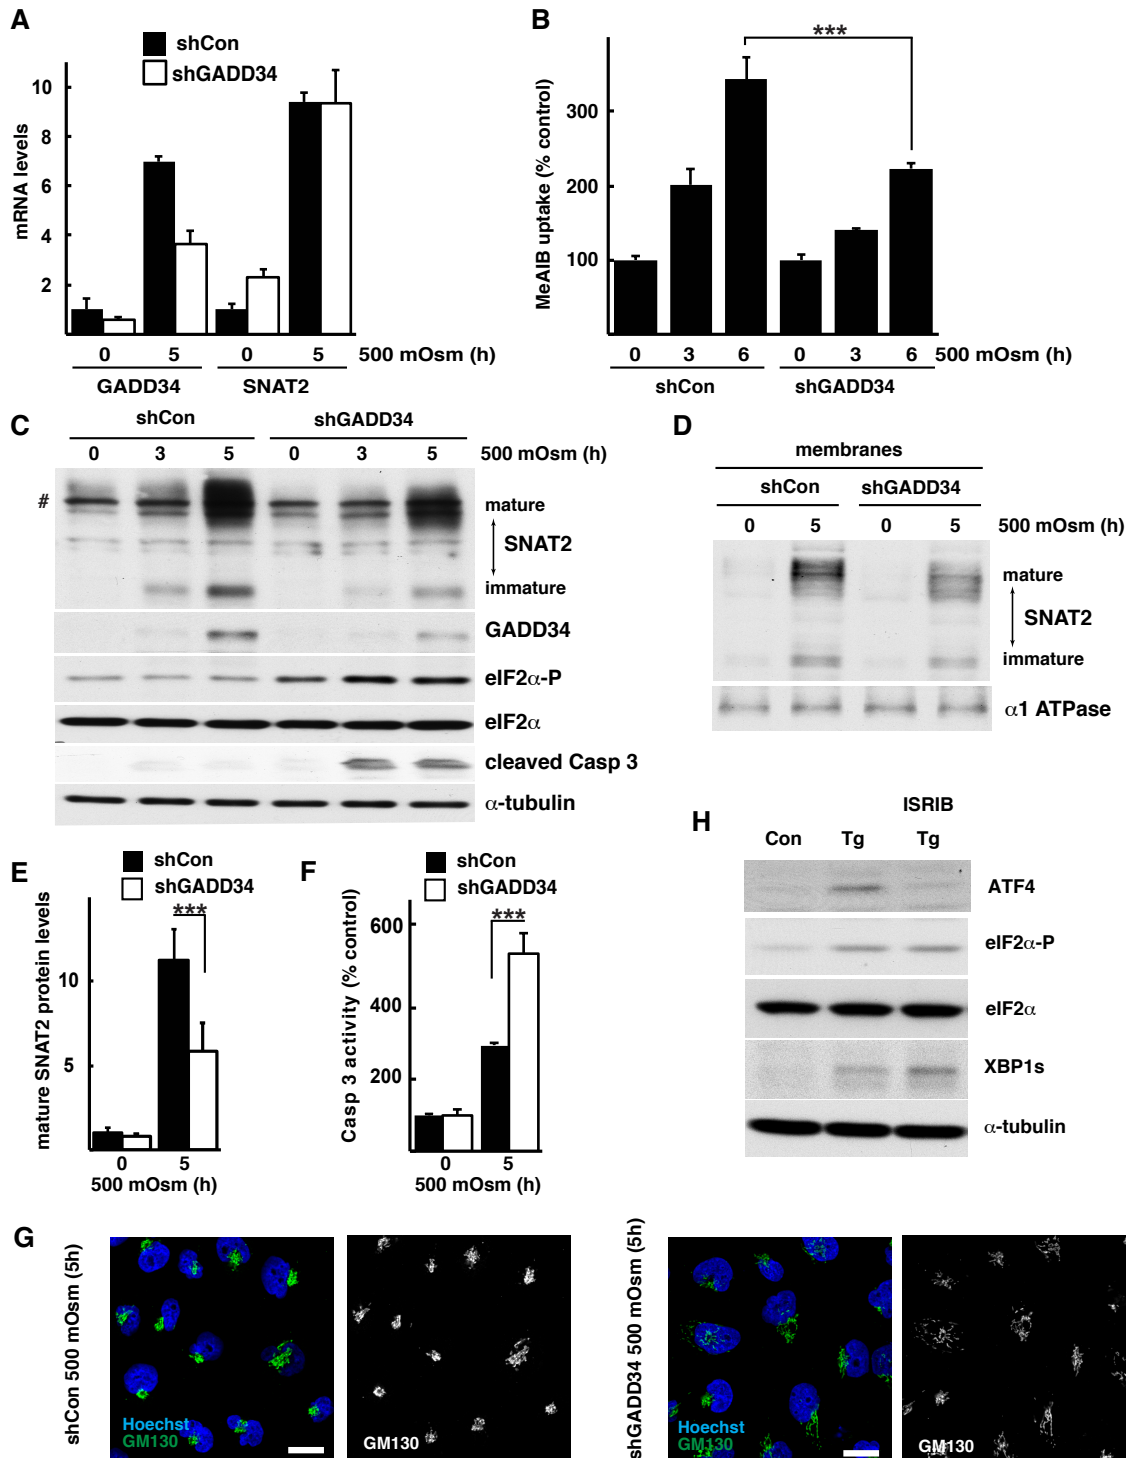 A
shCon
shGADD34
mRNA levels
10
8
6
4
2
0 5 0 5 500 mOsm (h)
GADD34 SNAT2
B
***
MeAIB uptake (% control)
300
200
100
0 3 6 0 3 6 500 mOsm (h)
shCon shGADD34
C
shCon shGADD34
0 3 5 0 3 5 500 mOsm (h)
#
mature
SNAT2
immature
GADD34
eIF2α-P
eIF2α
cleaved Casp 3
α-tubulin
D
membranes
shCon shGADD34
0 5 0 5 500 mOsm (h)
mature
SNAT2
immature
α1 ATPase
E
shCon
shGADD34
***
mature SNAT2 protein levels
10
5
0 5
500 mOsm (h)
F
shCon
shGADD34
***
Casp 3 activity (% control)
600
400
200
0 5
500 mOsm (h)
H
ISRIB
Con Tg Tg
ATF4
eIF2α-P
eIF2α
XBP1s
α-tubulin
G
shCon 500 mOsm (5h)
Hoechst
GM130
GM130
shGADD34 500 mOsm (5h)
Hoechst
GM130
GM130